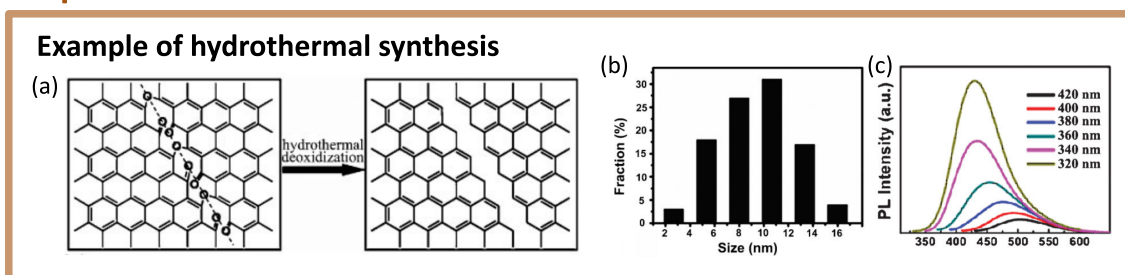 Example of hydrothermal synthesis
(a)
hydrothermal
deoxidization
(b)
Fraction (%)
30
25
20
15
10
5
0
2 4 6 8 10 12 14 16
Size (nm)
(c)
PL Intensity (a.u.)
420 nm
400 nm
380 nm
360 nm
340 nm
320 nm
350 400 450 500 550 600